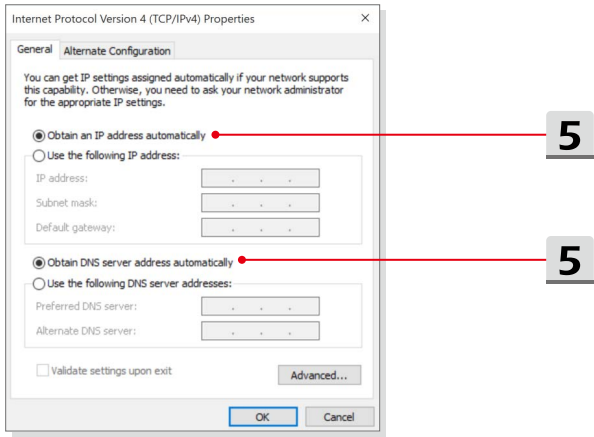 Internet Protocol Version 4 (TCP/IPv4) Properties
General Alternate Configuration
You can get IP settings assigned automatically if your network supports
this capability. Otherwise, you need to ask your network administrator
for the appropriate IP settings.
Obtain an IP address automatically
5
Use the following IP address:
IP address:
Subnet mask:
Default gateway:
Obtain DNS server address automatically
5
Use the following DNS server addresses:
Preferred DNS server:
Alternate DNS server:
Validate settings upon exit
Advanced...
OK Cancel